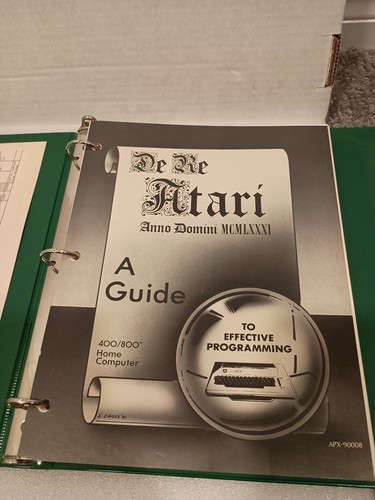 De Re
Atari
Anno Domini MCMLXXXI
A
Guide
TO
EFFECTIVE
PROGRAMMING
400/800™
Home
Computer
APX-90008